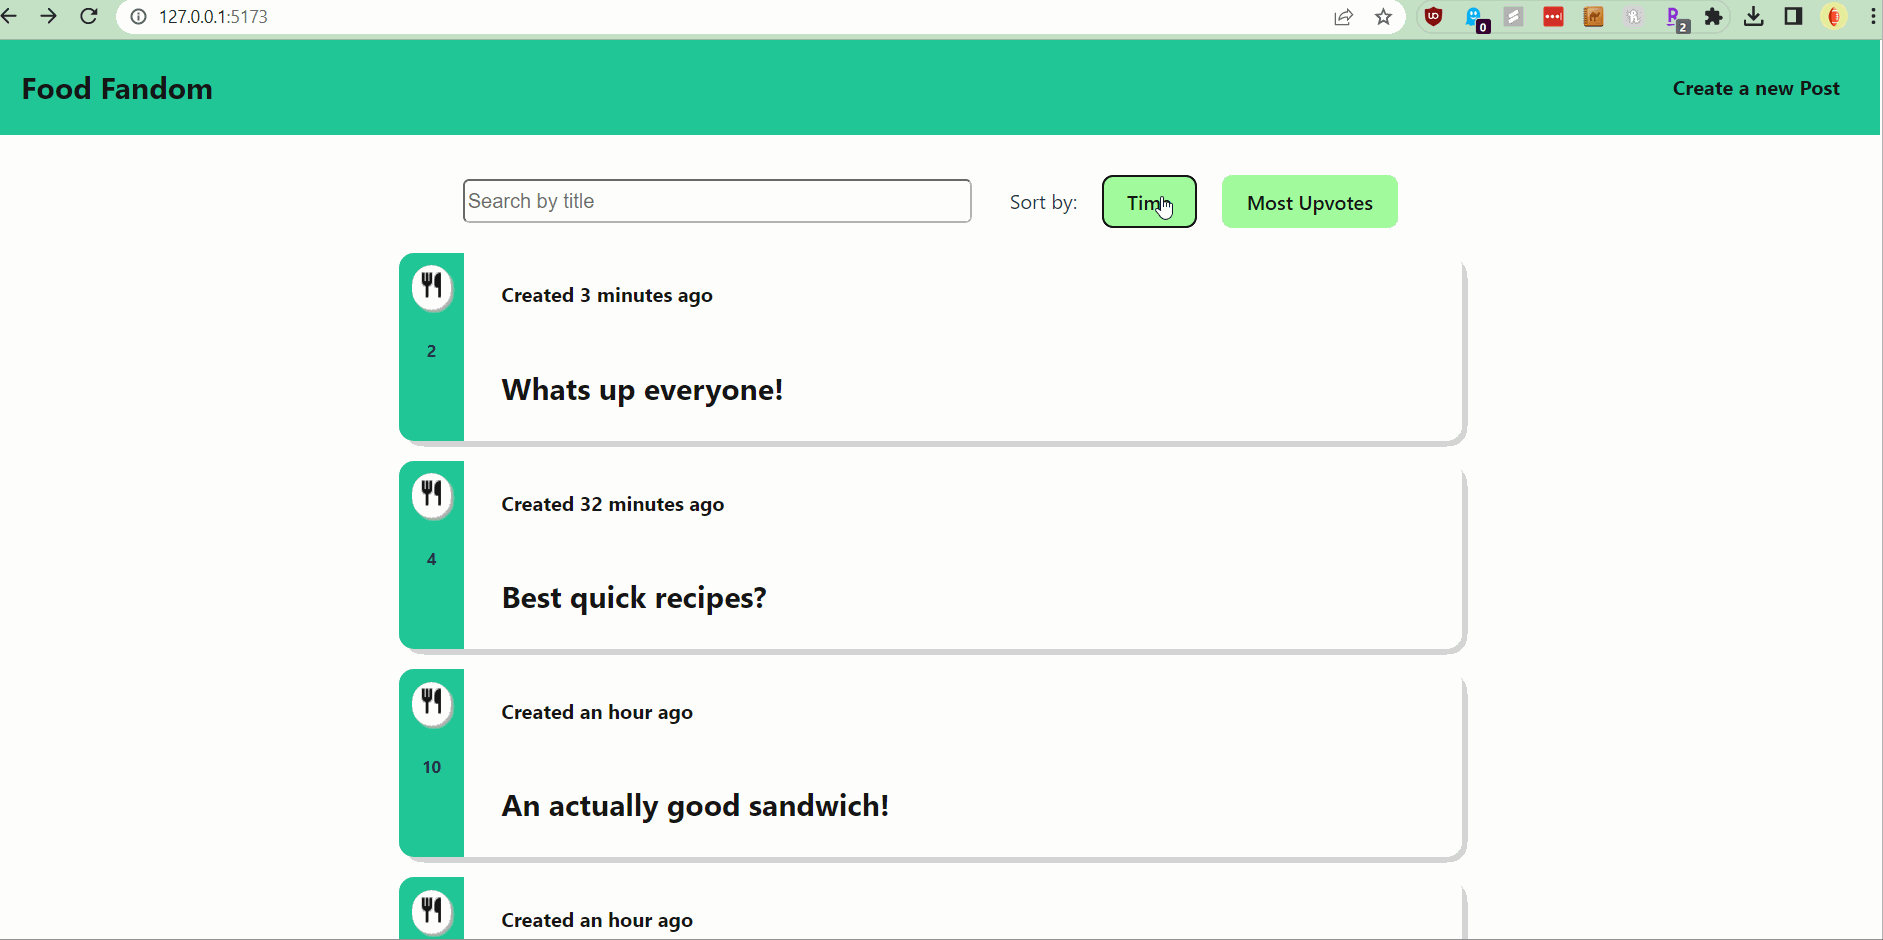 127.0.0.1:5173
0
2
Food Fandom
Create a new Post
Search by title
Sort by:
Most Upvotes
Created 3 minutes ago
2
Whats up everyone!
Created 32 minutes ago
4
Best quick recipes?
Created an hour ago
10
An actually good sandwich!
Created an hour ago